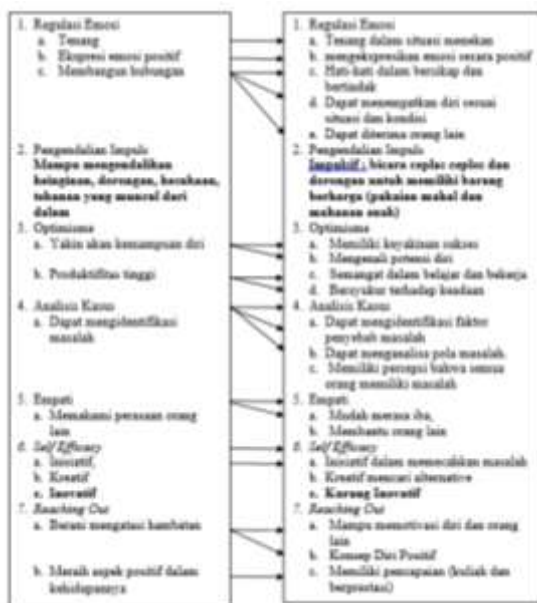 1. Regulasi Emosi
a. Tenang
b. Ekspresi emosi positif
c. Membangun hubungan
2. Pengendalian Impuls
Mampu mengendalikan
keinginan, dorongan, kesukaan,
tekanan yang muncul dari
dalam
3. Optimisme
a. Yakin akan kemampuan diri
b. Produktifitas tinggi
4. Analisis Kasus
a. Dapat mengidentifikasi
masalah
5. Empati
a. Memahami perasaan orang
lain
6. Self Efficacy
a. Inisiatif,
b. Kreatif
c. Inovatif
7. Reaching Out
a. Berani mengatasi hambatan
b. Meraih aspek positif dalam
kehidupannya
1. Regulasi Emosi
a. Tenang dalam situasi menekan
b. mengekspresikan emosi secara positif
c. Hati-hati dalam bersikap dan
bertindak
d. Dapat menempatkan diri sesuai
situasi dan kondisi
e. Dapat diterima orang lain
2. Pengendalian Impuls
Impulsif : bicara ceplas ceplos dan
dorongan untuk memiliki barang
berharga (pakaian mahal dan
makanan enak)
3. Optimisme
a. Memiliki keyakinan sukses
b. Mengenali potensi diri
c. Semangat dalam belajar dan bekerja
d. Bersyukur terhadap keadaan
4. Analisis Kasus
a. Dapat mengidentifikasi faktor
penyebab masalah
b. Dapat menganalisa pola masalah.
c. Memiliki persepsi bahwa semua
orang memiliki masalah
5. Empati
a. Mudah merasa iba,
b. Membantu orang lain
6. Self Efficacy
a. Inisiatif dalam memecahkan masalah
b. Kreatif mencari alternative
c. Kurang Inovatif
7. Reaching Out
a. Mampu memotivasi diri dan orang
lain
b. Konsep Diri Positif
c. Memiliki pencapaian (kuliah dan
berprestasi)